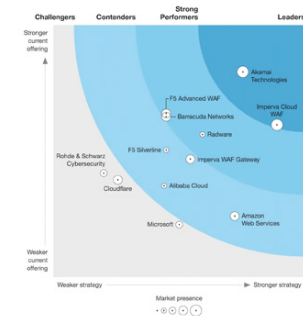 Challengers Contenders Strong Performers Leaders
Stronger current offering
Akamai Technologies
F5 Advanced WAF
Imperva Cloud WAF
Barracuda Networks
Radware
F5 Silverline
Imperva WAF Gateway
Rohde & Schwarz Cybersecurity
Cloudflare
Alibaba Cloud
Amazon Web Services
Microsoft
Weaker current offering
Weaker strategy Stronger strategy
Market presence